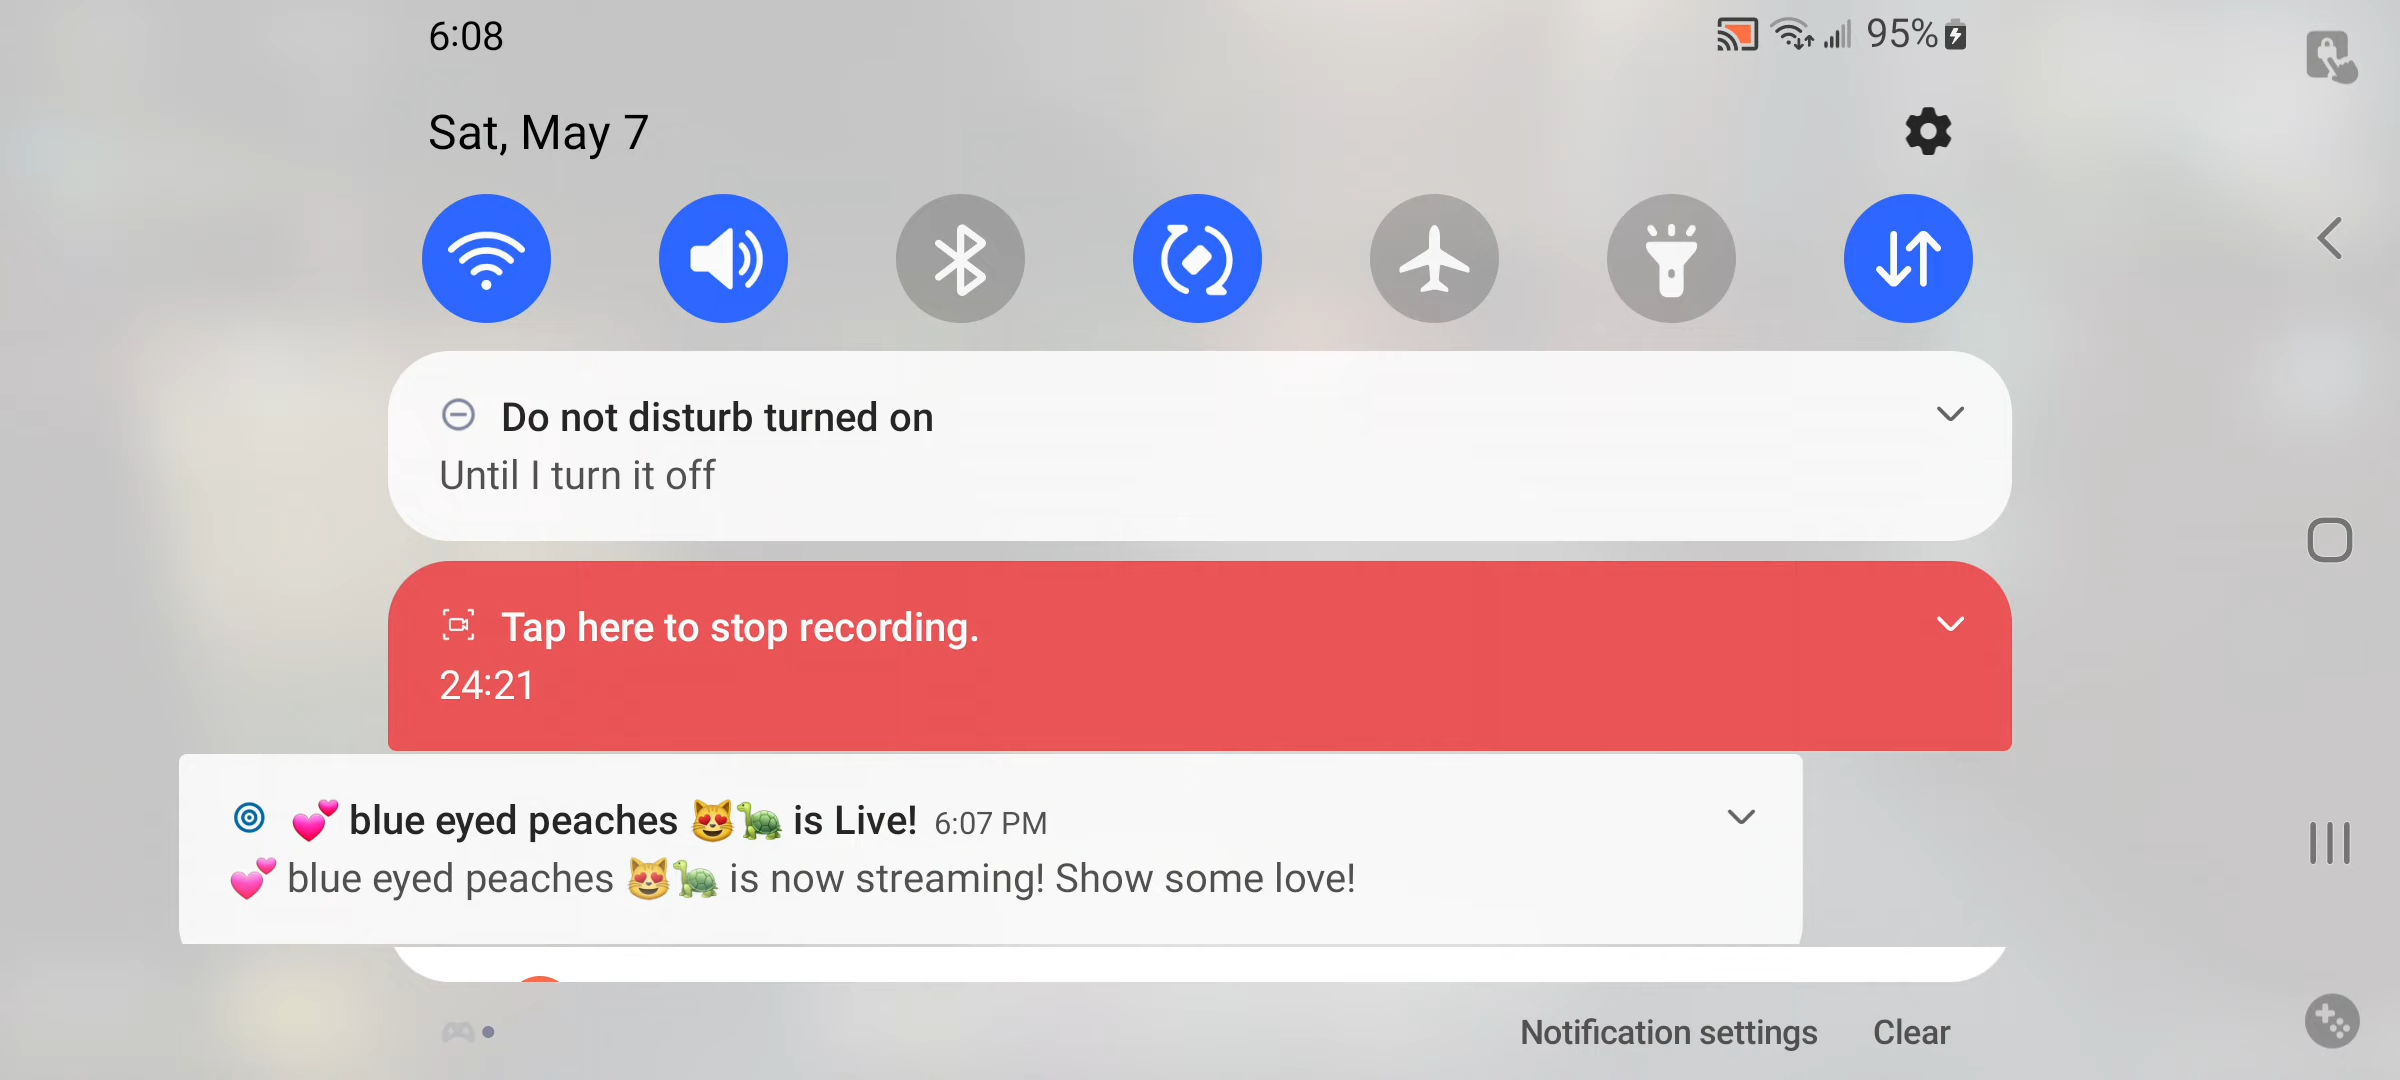 6:08
95%
Sat, May 7
Do not disturb turned on
Until I turn it off
Tap here to stop recording.
24:21
💕 blue eyed peaches 😻🐢 is Live! 6:07 PM
💕 blue eyed peaches 😻🐢 is now streaming! Show some love!
Notification settings Clear